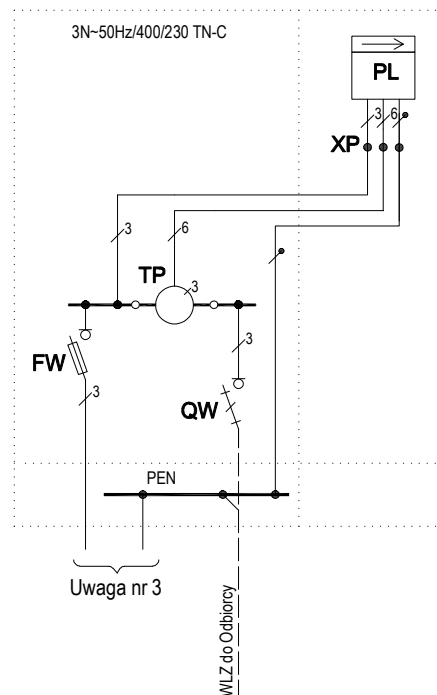 3N~50Hz/400/230 TN-C
PL
3 6
XP
3 6
TP
3
FW
3
3
QW
PEN
Uwaga nr 3
WLZ do Odbiorcy